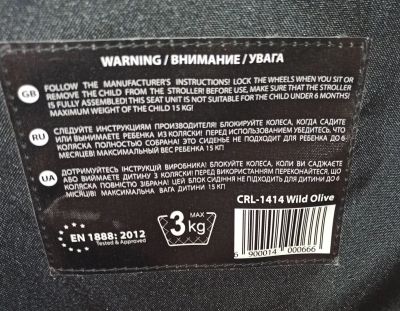 WARNING / ВНИМАНИЕ / УВАГА
GB
FOLLOW THE MANUFACTURER'S INSTRUCTIONS! LOCK THE WHEELS WHEN YOU SIT OR
REMOVE THE CHILD FROM THE STROLLER! BEFORE USE, MAKE SURE THAT THE STROLLER
IS FULLY ASSEMBLED! THIS SEAT UNIT IS NOT SUITABLE FOR THE CHILD UNDER 6 MONTHS!
MAXIMUM WEIGHT OF THE CHILD 15 KG!
RU
СЛЕДУЙТЕ ИНСТРУКЦИЯМ ПРОИЗВОДИТЕЛЯ! БЛОКИРУЙТЕ КОЛЕСА, КОГДА САДИТЕ
ИЛИ ВЫНИМАЕТЕ РЕБЕНКА ИЗ КОЛЯСКИ! ПЕРЕД ИСПОЛЬЗОВАНИЕМ УБЕДИТЕСЬ, ЧТО
КОЛЯСКА ПОЛНОСТЬЮ СОБРАНА! ЭТО СИДЕНЬЕ НЕ ПОДХОДИТ ДЛЯ РЕБЕНКА ДО 6-
МЕСЯЦЕВ! МАКСИМАЛЬНЫЙ ВЕС РЕБЕНКА 15 КГ!
UA
ДОТРИМУЙТЕСЬ ІНСТРУКЦІЙ ВИРОБНИКА! БЛОКУЙТЕ КОЛЕСА, КОЛИ ВИ САДЖАЄТЕ
АБО ВИЙМАЄТЕ ДИТИНУ З КОЛЯСКИ! ПЕРЕД ВИКОРИСТАННЯМ ПЕРЕКОНАЙТЕСЯ, ЩО
КОЛЯСКА ПОВНІСТЮ ЗІБРАНА! ЦЕЙ БЛОК СИДІННЯ НЕ ПІДХОДИТЬ ДЛЯ ДИТИНИ ДО 6
МІСЯЦІВ! МАКСИМАЛЬНА ВАГА ДИТИНИ 15 КГ!
EN 1888: 2012
Tested & Approved
3 MAX
kg
CRL-1414 Wild Olive
6 900014 000666